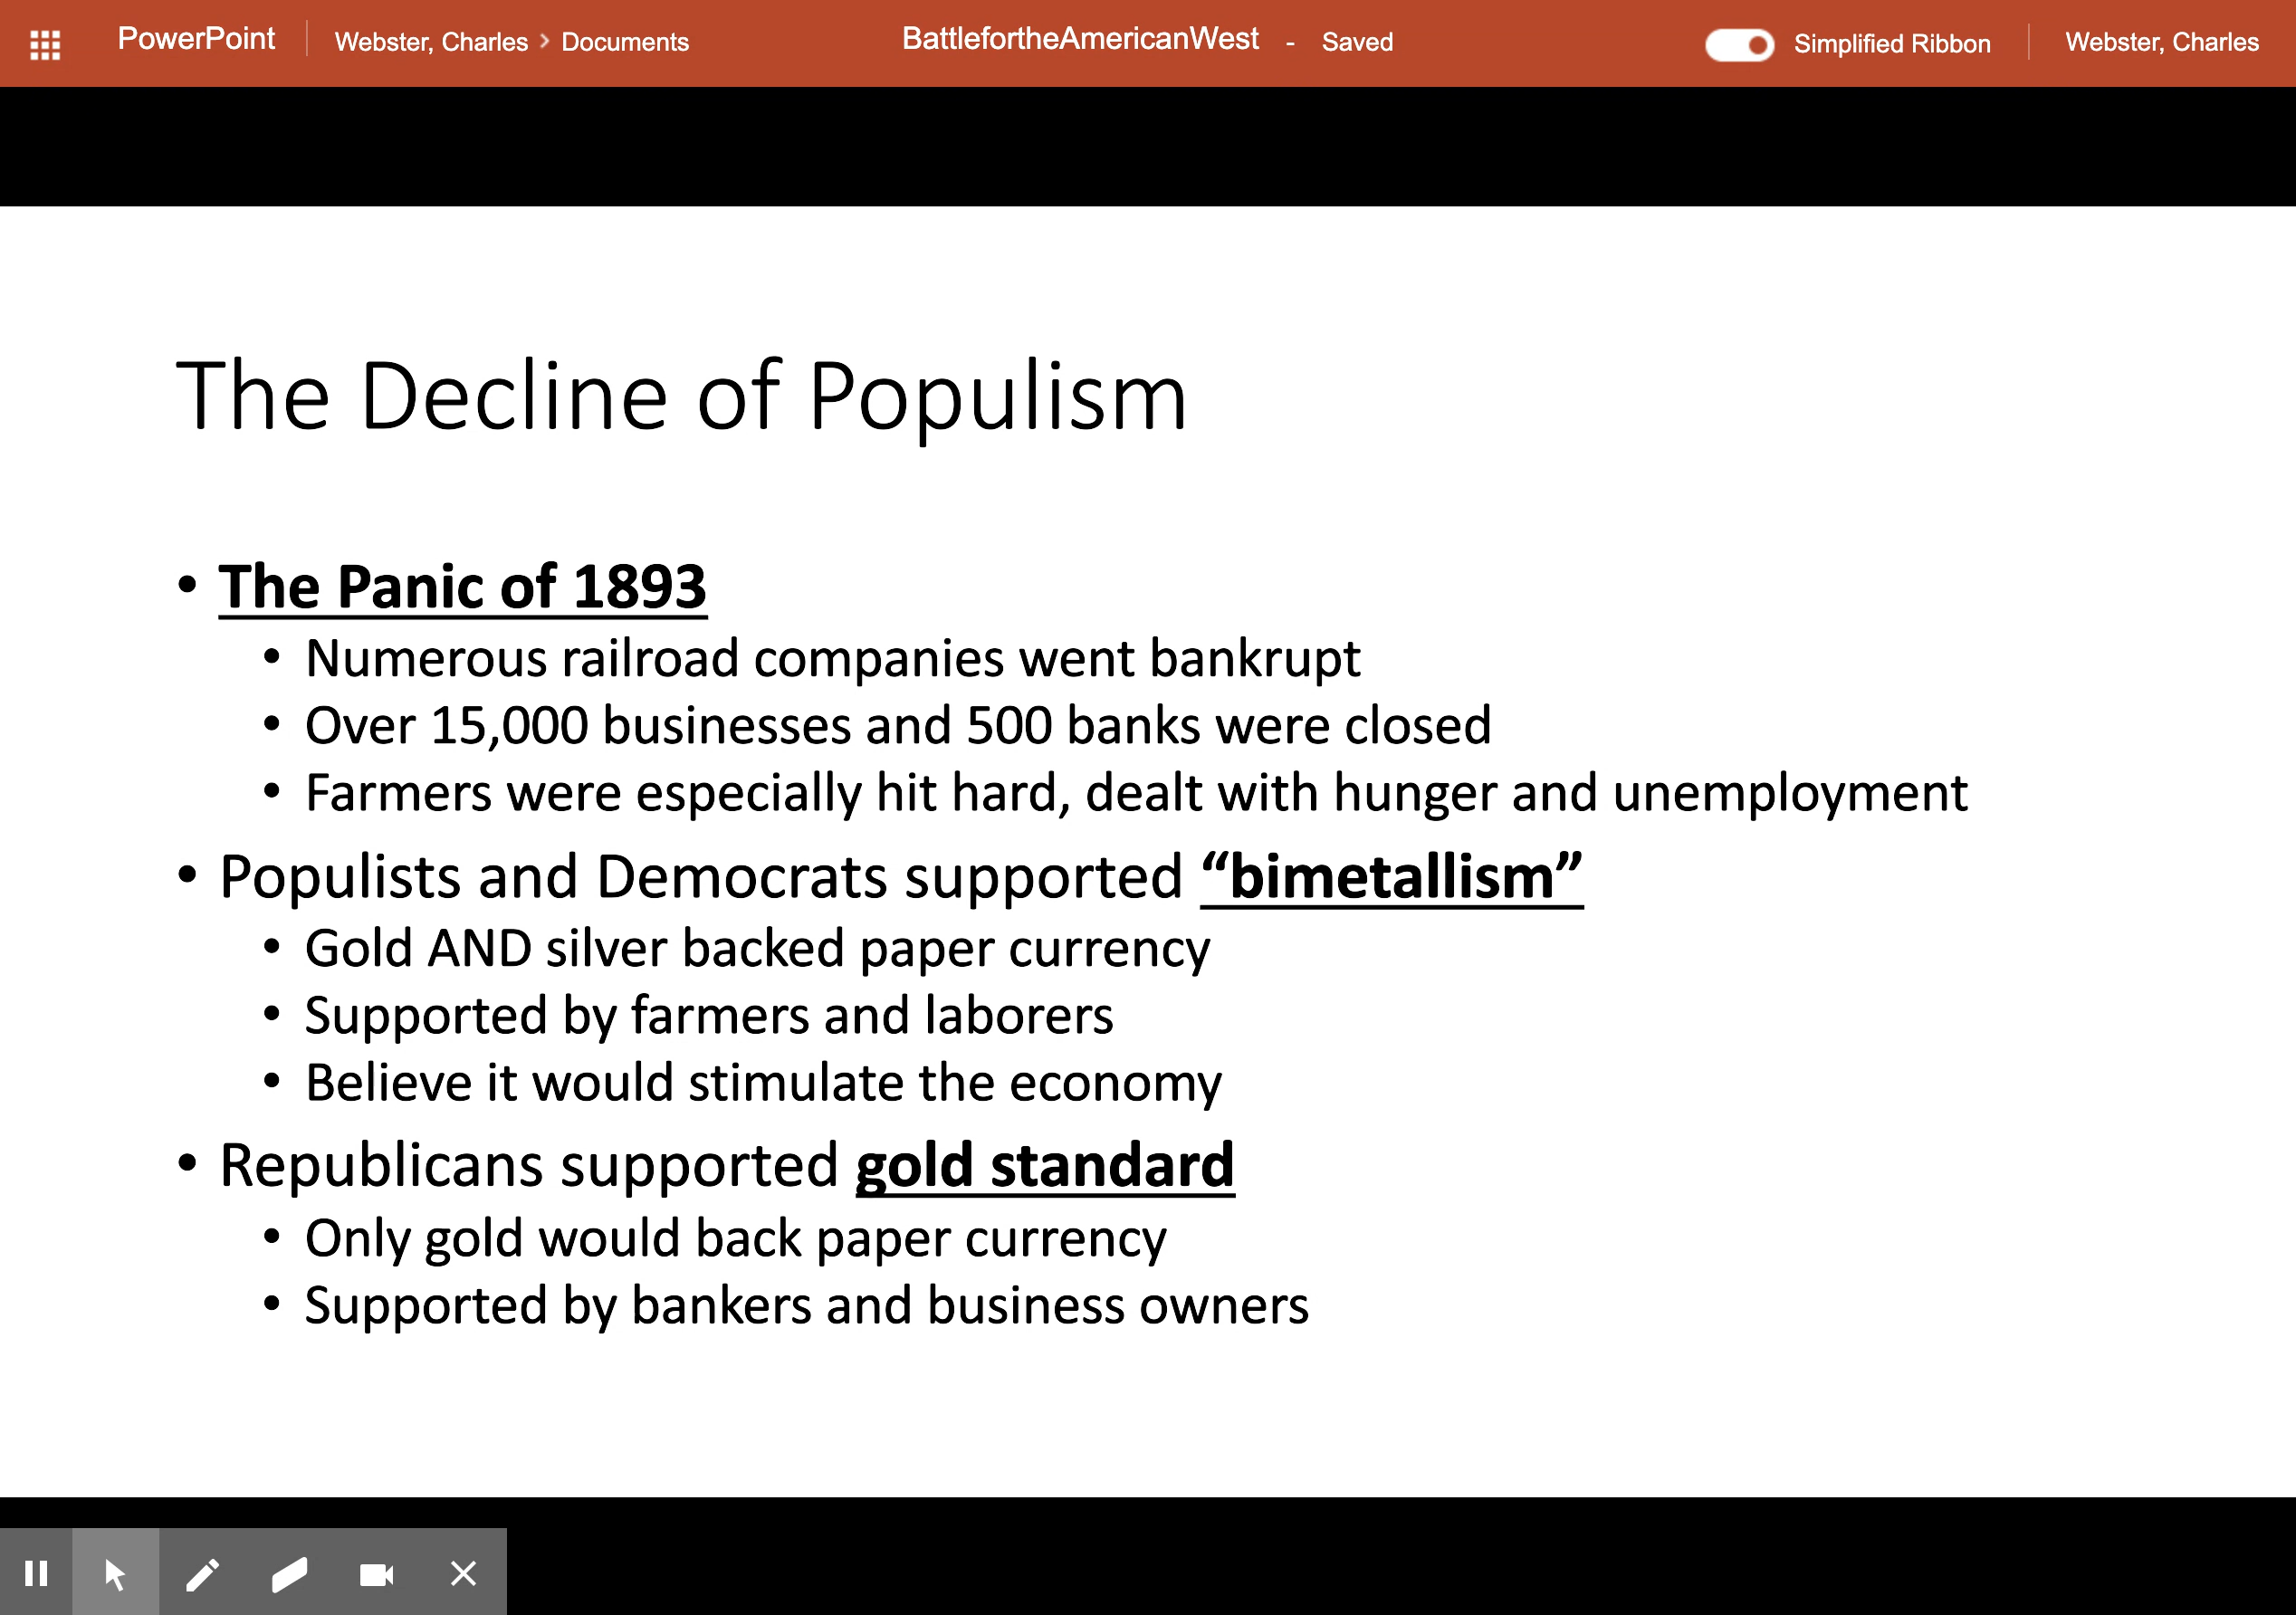 PowerPoint Webster, Charles > Documents BattlefortheAmericanWest - Saved Simplified Ribbon Webster, Charles
The Decline of Populism
• The Panic of 1893
• Numerous railroad companies went bankrupt
• Over 15,000 businesses and 500 banks were closed
• Farmers were especially hit hard, dealt with hunger and unemployment
• Populists and Democrats supported “bimetallism”
• Gold AND silver backed paper currency
• Supported by farmers and laborers
• Believe it would stimulate the economy
• Republicans supported gold standard
• Only gold would back paper currency
• Supported by bankers and business owners